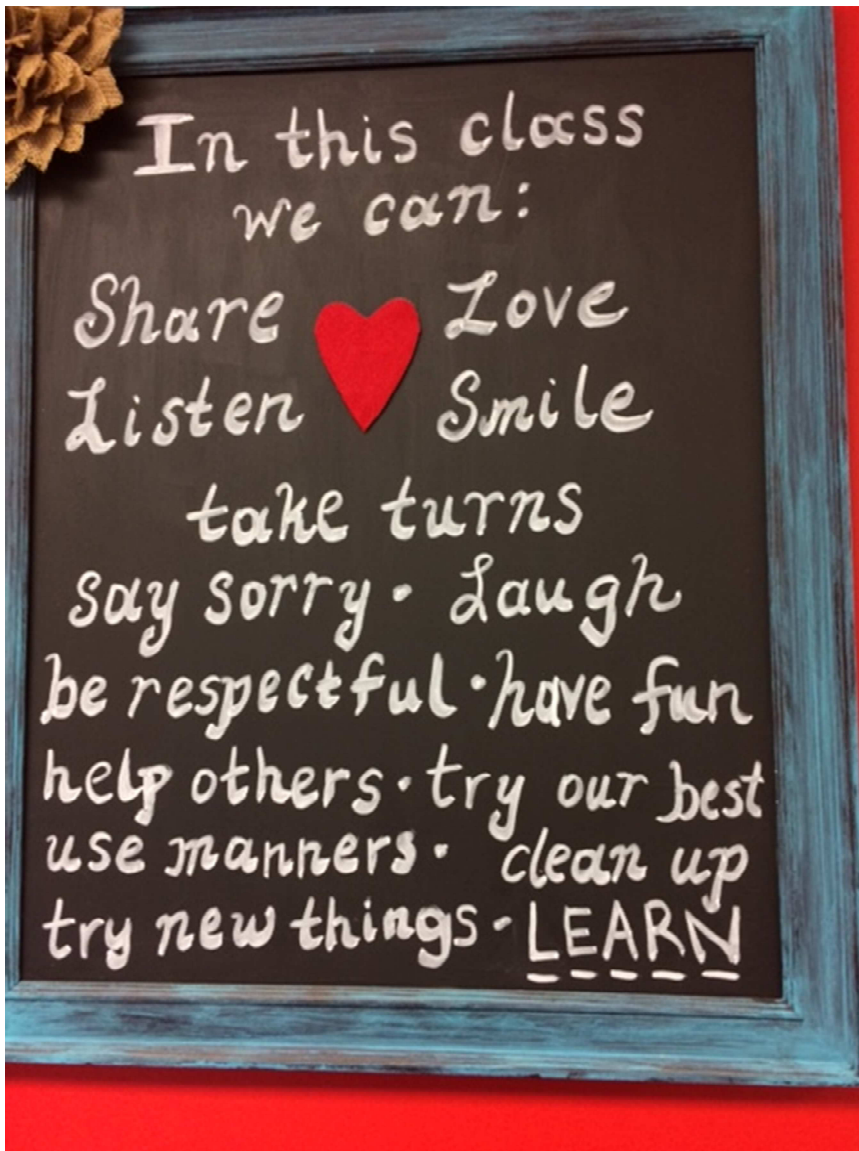 In this class
we can:
Share Love
Listen Smile
take turns
say sorry · Laugh
be respectful · have fun
help others · try our best
use manners · clean up
try new things · LEARN